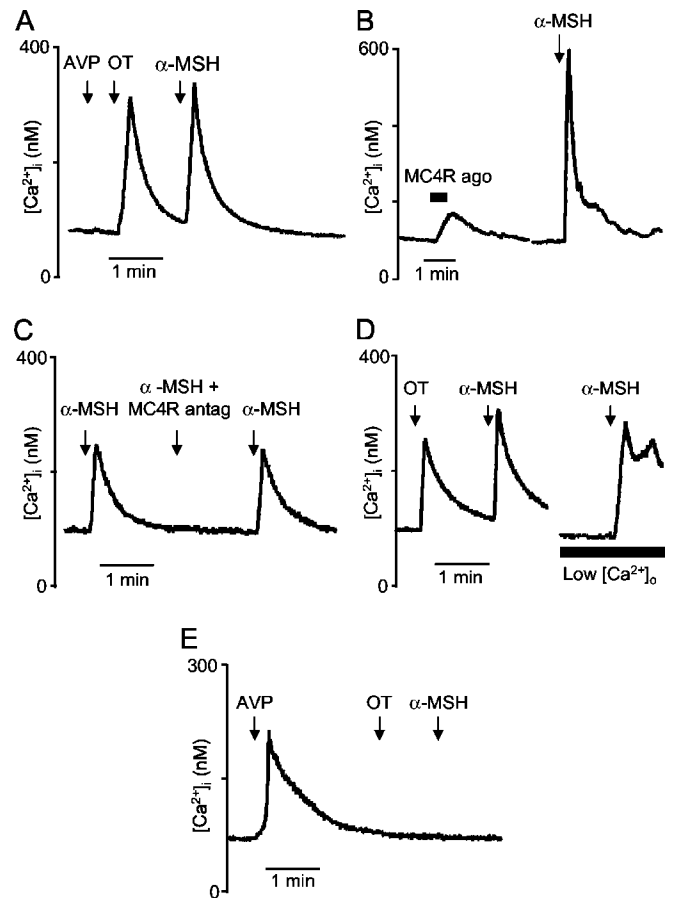 A
400
AVP OT α-MSH
[Ca²⁺]ᵢ (nM)
0
1 min
B
600
α-MSH
MC4R ago
[Ca²⁺]ᵢ (nM)
0
1 min
C
400
α-MSH
α -MSH +
MC4R antag
α-MSH
[Ca²⁺]ᵢ (nM)
0
1 min
D
400
OT α-MSH α-MSH
[Ca²⁺]ᵢ (nM)
0
1 min
Low [Ca²⁺]ₒ
E
300
AVP OT α-MSH
[Ca²⁺]ᵢ (nM)
0
1 min